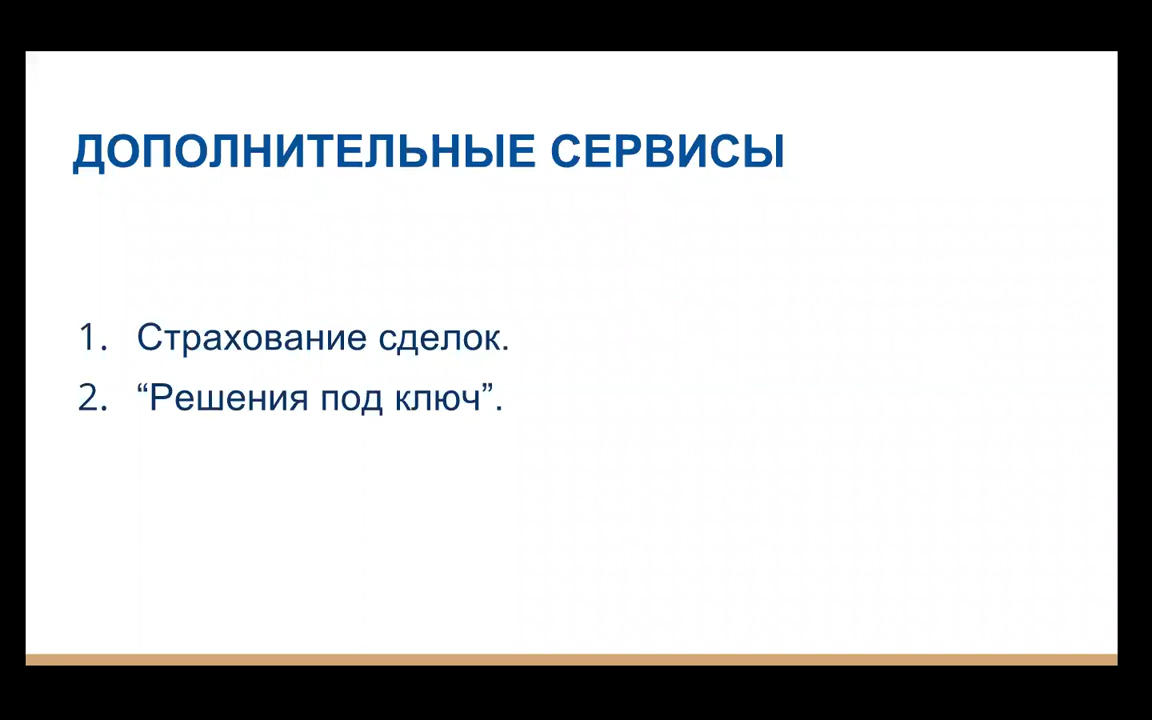 ДОПОЛНИТЕЛЬНЫЕ СЕРВИСЫ
1. Страхование сделок.
2. “Решения под ключ”.